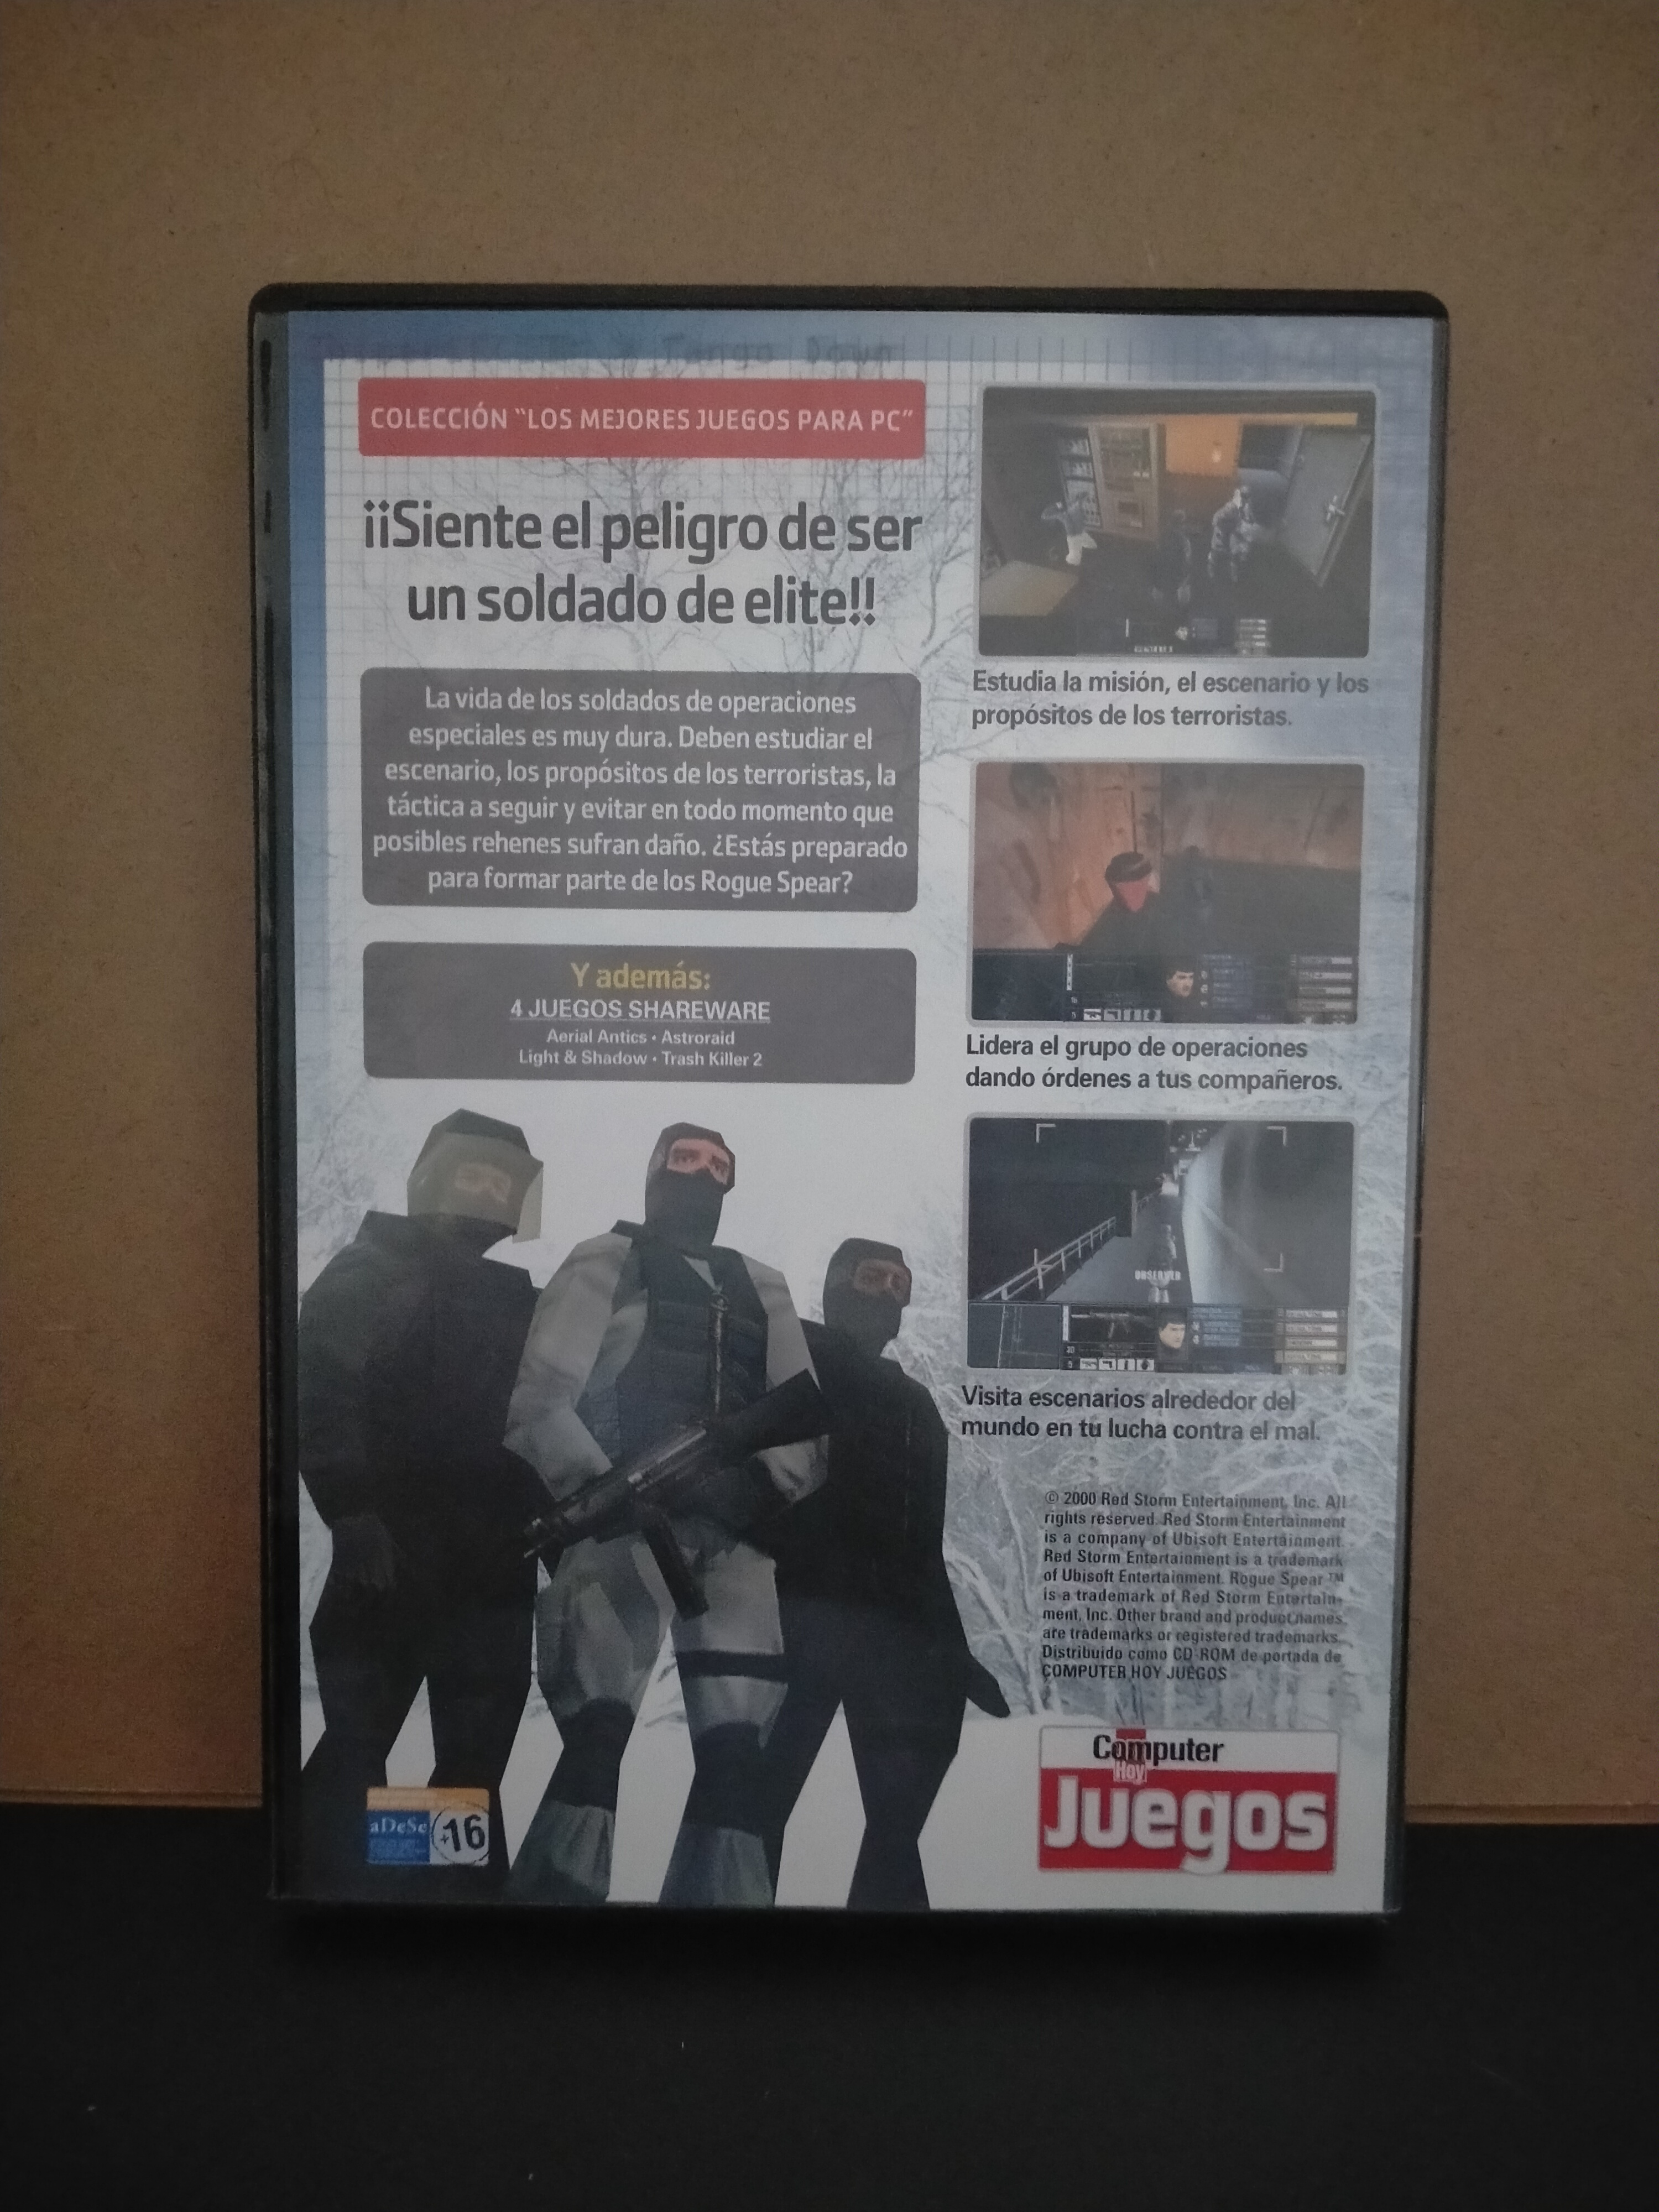 Tango Down
COLECCIÓN “LOS MEJORES JUEGOS PARA PC”
¡¡Siente el peligro de ser
un soldado de elite!!
La vida de los soldados de operaciones
especiales es muy dura. Deben estudiar el
escenario, los propósitos de los terroristas, la
táctica a seguir y evitar en todo momento que
posibles rehenes sufran daño. ¿Estás preparado
para formar parte de los Rogue Spear?
Y además:
4 JUEGOS SHAREWARE
Aerial Antics • Astroraid
Light & Shadow • Trash Killer 2
Estudia la misión, el escenario y los
propósitos de los terroristas.
Lidera el grupo de operaciones
dando órdenes a tus compañeros.
OBSERVER
Visita escenarios alrededor del
mundo en tu lucha contra el mal.
© 2000 Red Storm Entertainment, Inc. All
rights reserved. Red Storm Entertainment
is a company of Ubisoft Entertainment.
Red Storm Entertainment is a trademark
of Ubisoft Entertainment. Rogue Spear ™
is a trademark of Red Storm Entertain-
ment, Inc. Other brand and product names
are trademarks or registered trademarks.
Distribuido como CD ROM de portada de
COMPUTER HOY JUEGOS
aDeSe
+16
Computer
Hoy
Juegos